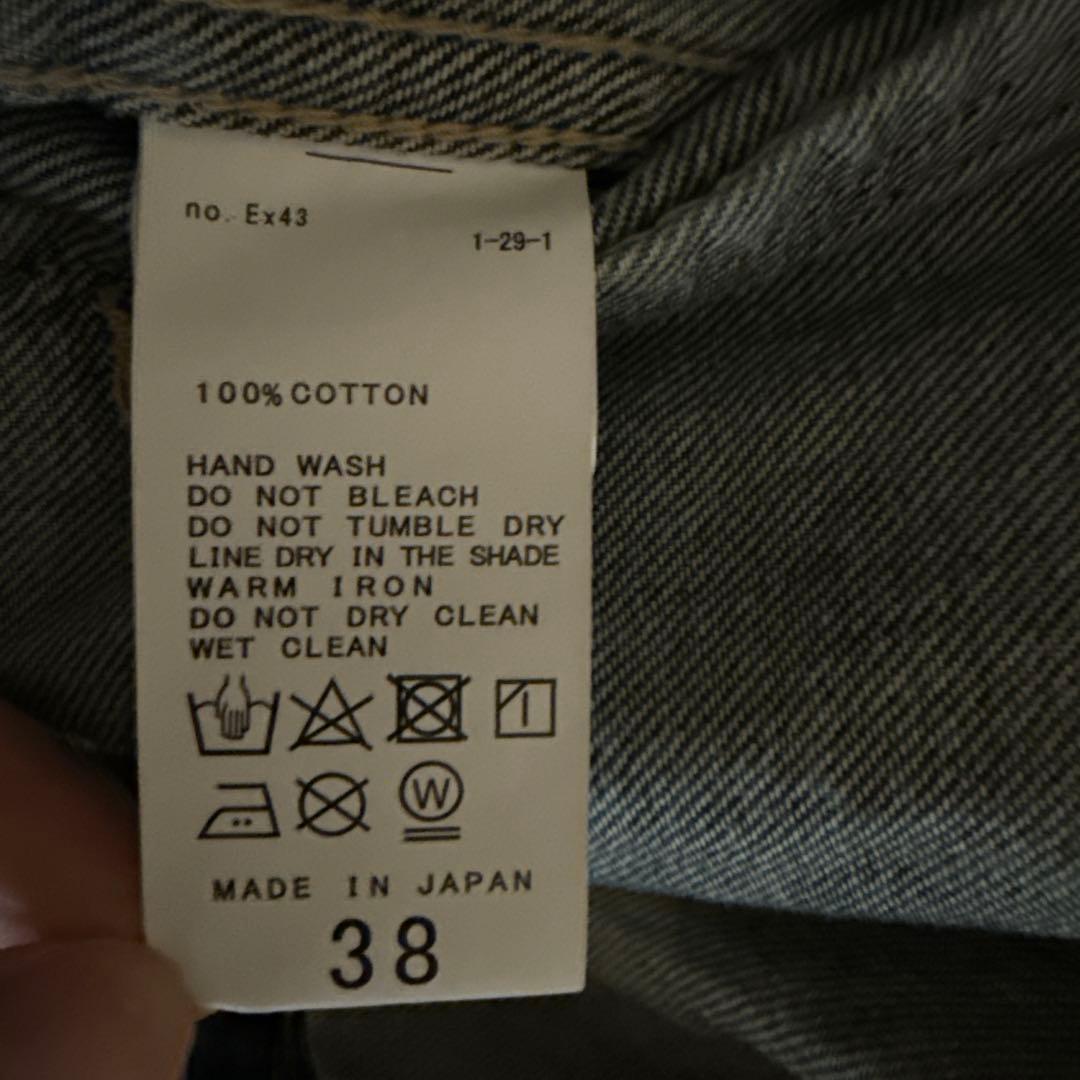 no. Ex43
1-29-1
100% COTTON
HAND WASH
DO NOT BLEACH
DO NOT TUMBLE DRY
LINE DRY IN THE SHADE
WARM IRON
DO NOT DRY CLEAN
WET CLEAN
W
MADE IN JAPAN
38